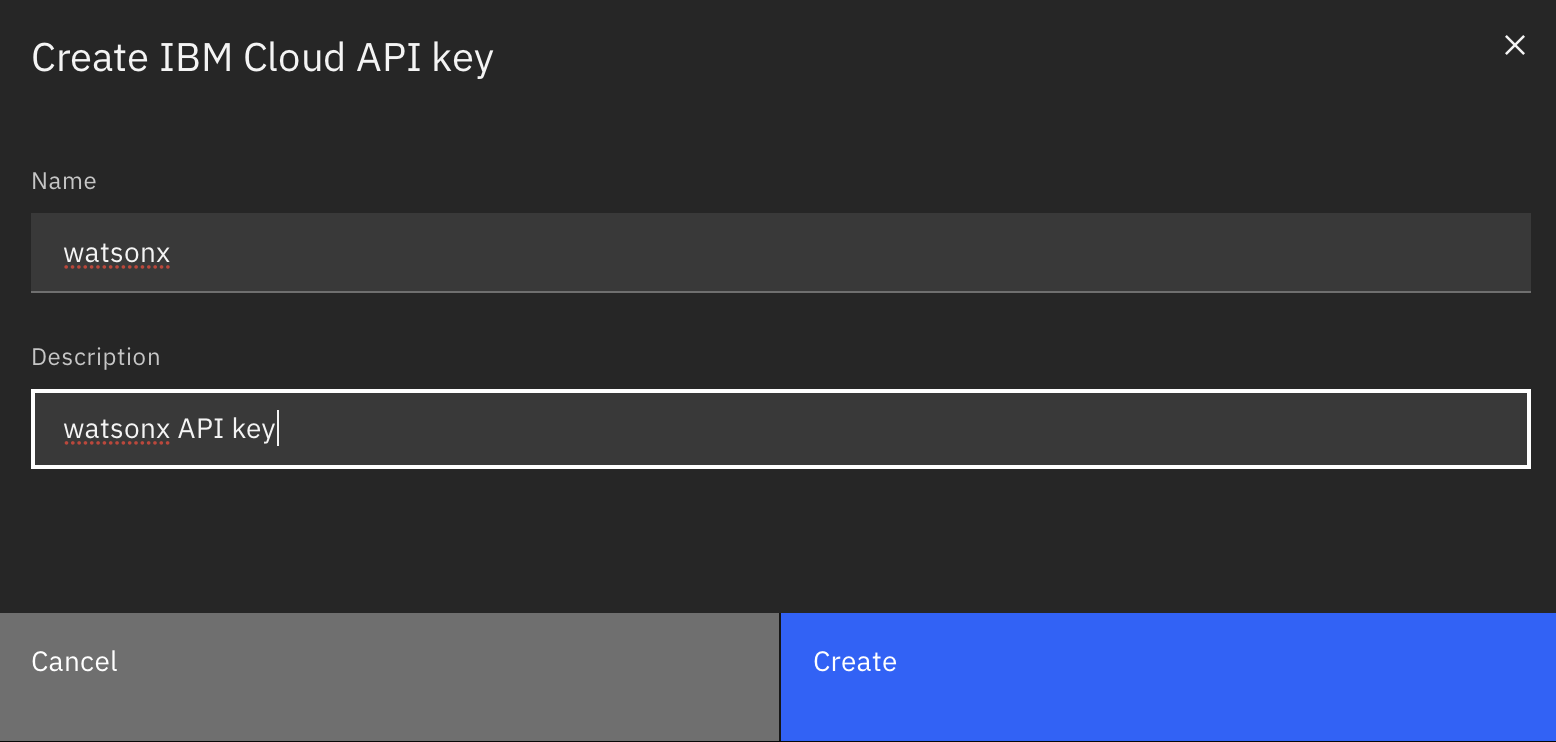 Create IBM Cloud API key
Name
watsonx
Description
watsonx API key
Cancel
Create